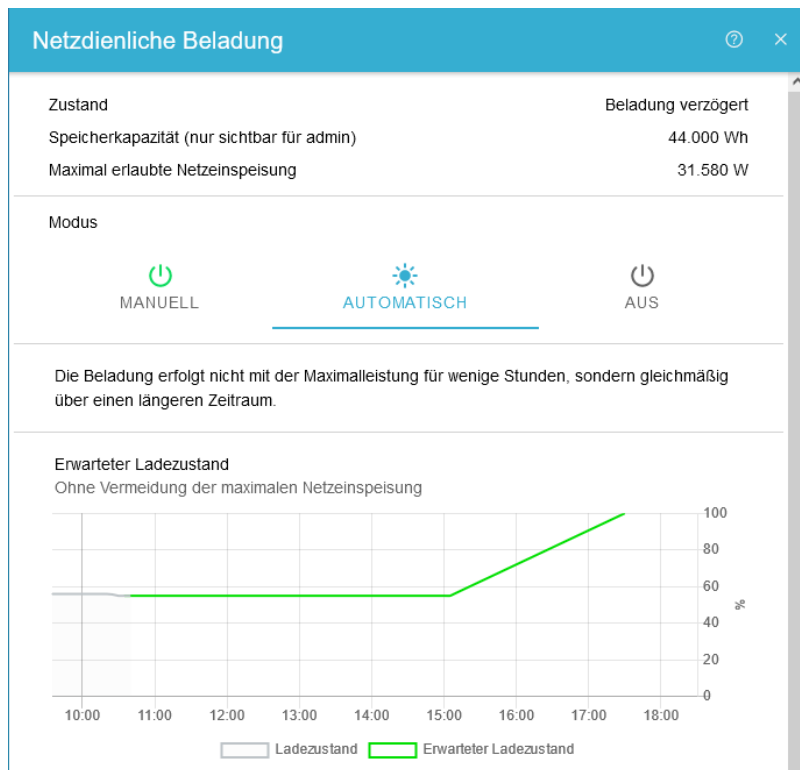 Netzdienliche Beladung
Zustand Beladung verzögert
Speicherkapazität (nur sichtbar für admin) 44.000 Wh
Maximal erlaubte Netzeinspeisung 31.580 W
Modus
MANUELL AUTOMATISCH AUS
Die Beladung erfolgt nicht mit der Maximalleistung für wenige Stunden, sondern gleichmäßig
über einen längeren Zeitraum.
Erwarteter Ladezustand
Ohne Vermeidung der maximalen Netzeinspeisung
100
80
60
%
40
20
0
10:00 11:00 12:00 13:00 14:00 15:00 16:00 17:00 18:00
Ladezustand Erwarteter Ladezustand